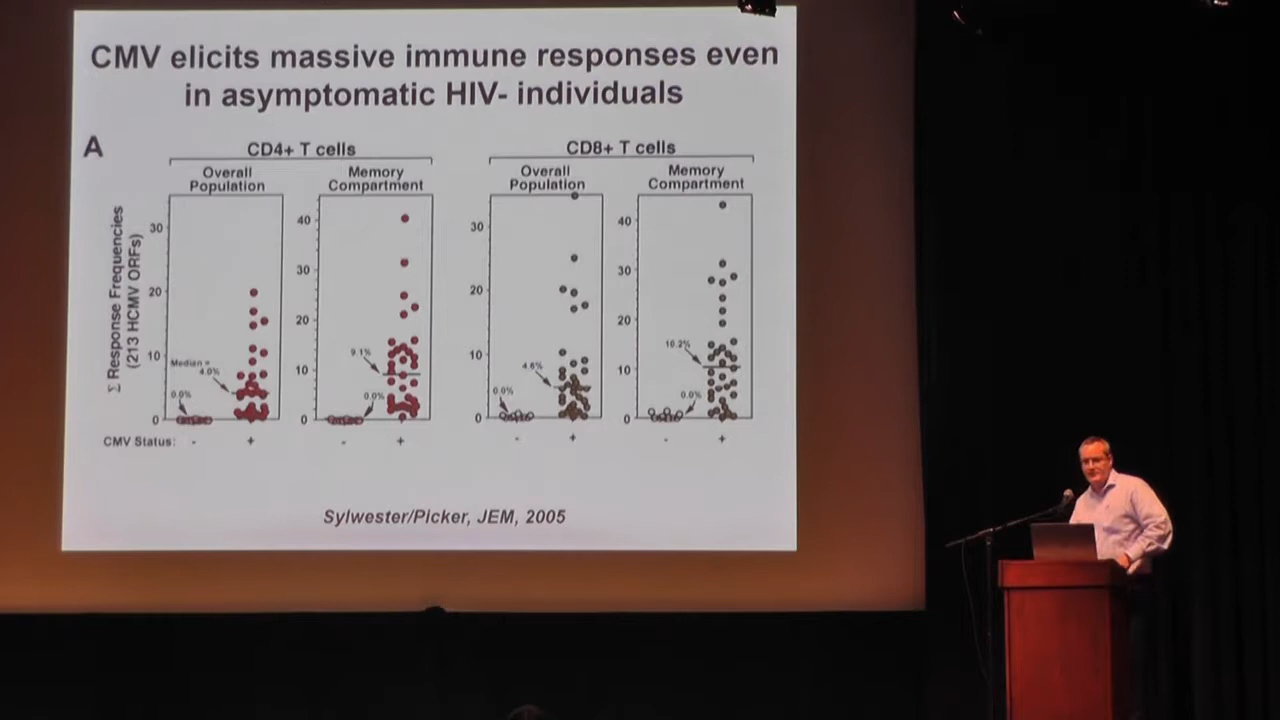 CMV elicits massive immune responses even
in asymptomatic HIV- individuals
A
CD4+ T cells
CD8+ T cells
Overall
Population
Memory
Compartment
Overall
Population
Memory
Compartment
Σ Response Frequencies
(213 HCMV ORFs)
30
20
10
0
Median =
4.0%
0.0%
40
30
20
10
0
9.1%
0.0%
30
20
10
0
4.6%
0.0%
40
30
20
10
0
10.2%
0.0%
CMV Status: - + - + - + - +
Sylwester/Picker, JEM, 2005